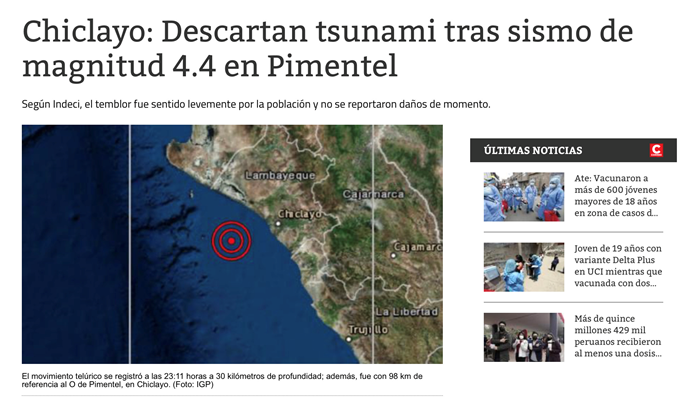 Chiclayo: Descartan tsunami tras sismo de
magnitud 4.4 en Pimentel
Según Indeci, el temblor fue sentido levemente por la población y no se reportaron daños de momento.
Lambayeque
Cajamarca
Chiclayo
Cajamarc
La Libertad
Trujillo
El movimiento telúrico se registró a las 23:11 horas a 30 kilómetros de profundidad; además, fue con 98 km de
referencia al O de Pimentel, en Chiclayo. (Foto: IGP)
ÚLTIMAS NOTICIAS
C
Ate: Vacunaron a
más de 600 jóvenes
mayores de 18 años
en zona de casos d...
Joven de 19 años con
variante Delta Plus
en UCI mientras que
vacunada con dos...
Más de quince
millones 429 mil
peruanos recibieron
al menos una dosis...